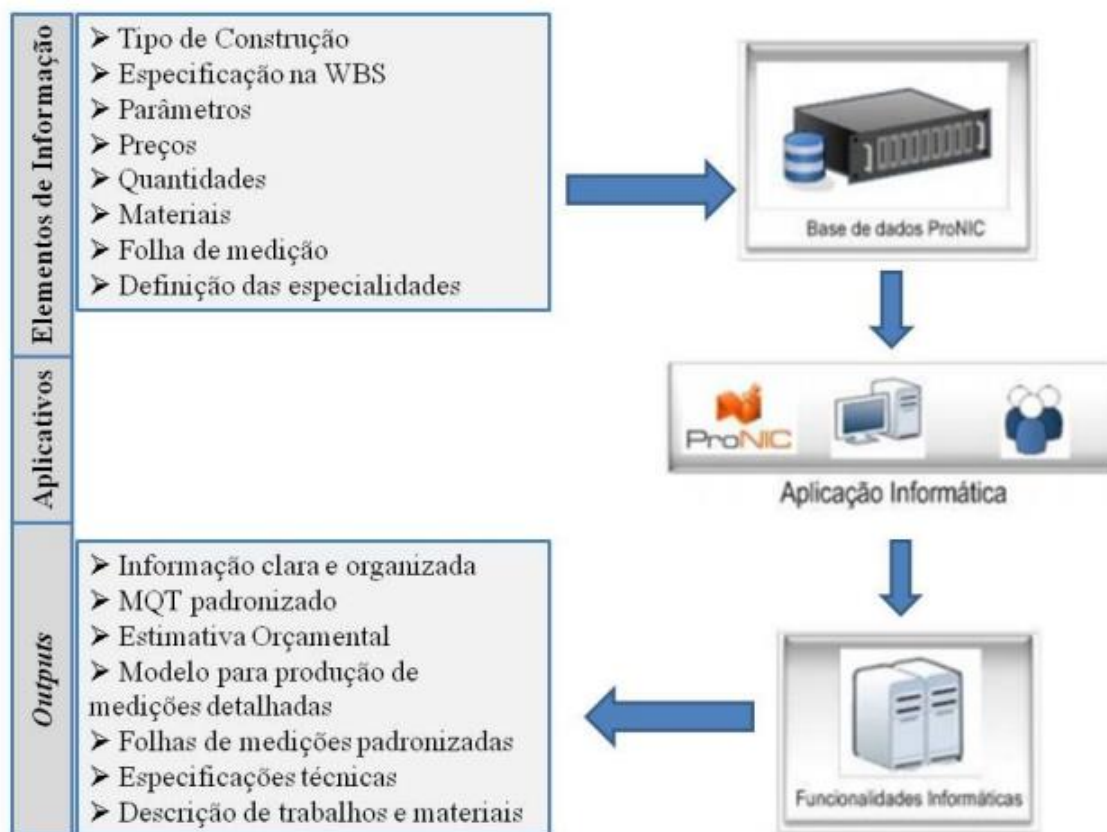 Elementos de Informação
➤ Tipo de Construção
➤ Especificação na WBS
➤ Parâmetros
➤ Preços
➤ Quantidades
➤ Materiais
➤ Folha de medição
➤ Definição das especialidades
Base de dados ProNIC
Aplicativos
ProNIC
Aplicação Informática
Outputs
➤ Informação clara e organizada
➤ MQT padronizado
➤ Estimativa Orçamental
➤ Modelo para produção de
medições detalhadas
➤ Folhas de medições padronizadas
➤ Especificações técnicas
➤ Descrição de trabalhos e materiais
Funcionalidades Informáticas